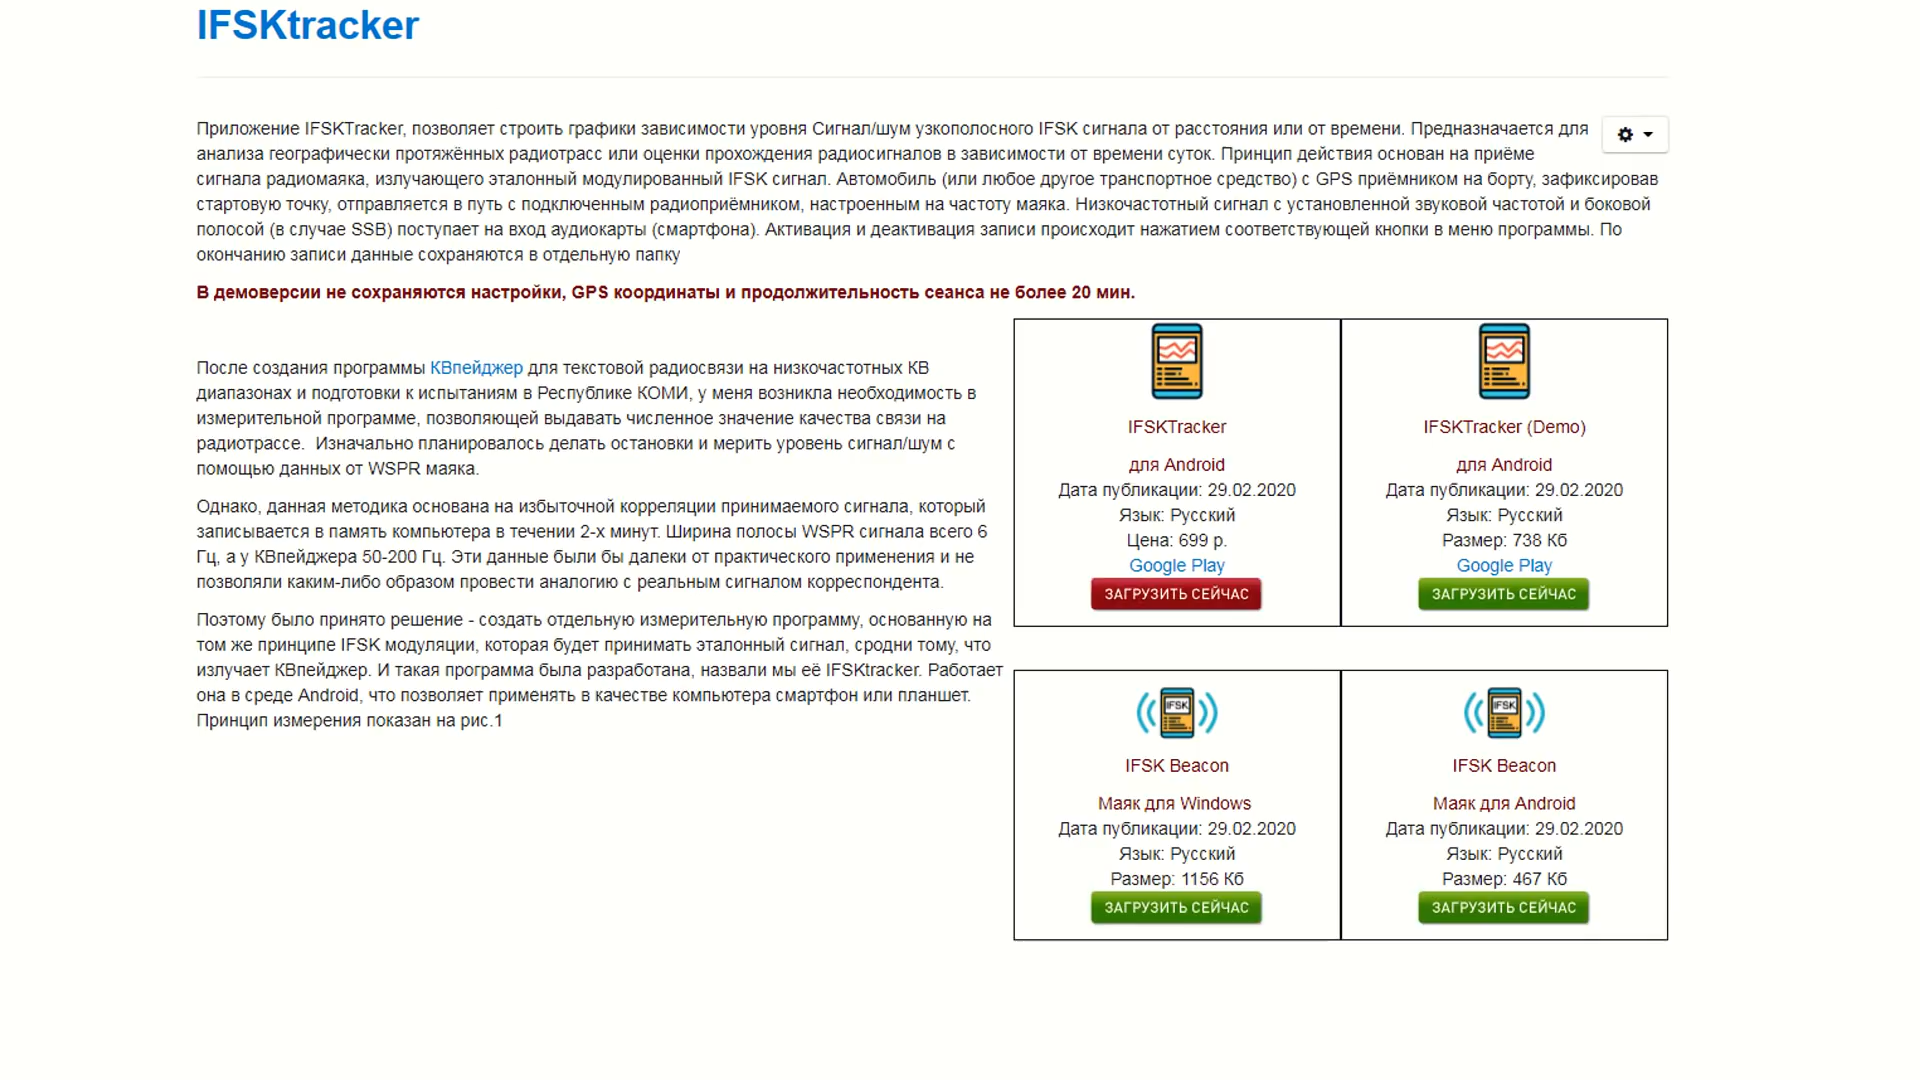 IFSKtracker
Приложение IFSKTracker, позволяет строить графики зависимости уровня Сигнал/шум узкополосного IFSK сигнала от расстояния или от времени. Предназначается для
анализа географически протяжённых радиотрасс или оценки прохождения радиосигналов в зависимости от времени суток. Принцип действия основан на приёме
сигнала радиомаяка, излучающего эталонный модулированный IFSK сигнал. Автомобиль (или любое другое транспортное средство) с GPS приёмником на борту, зафиксировав
стартовую точку, отправляется в путь с подключенным радиоприёмником, настроенным на частоту маяка. Низкочастотный сигнал с установленной звуковой частотой и боковой
полосой (в случае SSB) поступает на вход аудиокарты (смартфона). Активация и деактивация записи происходит нажатием соответствующей кнопки в меню программы. По
окончанию записи данные сохраняются в отдельную папку
В демоверсии не сохраняются настройки, GPS координаты и продолжительность сеанса не более 20 мин.
После создания программы КВпейджер для текстовой радиосвязи на низкочастотных КВ
диапазонах и подготовки к испытаниям в Республике КОМИ, у меня возникла необходимость в
измерительной программе, позволяющей выдавать численное значение качества связи на
радиотрассе. Изначально планировалось делать остановки и мерить уровень сигнал/шум с
помощью данных от WSPR маяка.
Однако, данная методика основана на избыточной корреляции принимаемого сигнала, который
записывается в память компьютера в течении 2-х минут. Ширина полосы WSPR сигнала всего 6
Гц, а у КВпейджера 50-200 Гц. Эти данные были бы далеки от практического применения и не
позволяли каким-либо образом провести аналогию с реальным сигналом корреспондента.
Поэтому было принято решение - создать отдельную измерительную программу, основанную на
том же принципе IFSK модуляции, которая будет принимать эталонный сигнал, сродни тому, что
излучает КВпейджер. И такая программа была разработана, назвали мы её IFSKtracker. Работает
она в среде Android, что позволяет применять в качестве компьютера смартфон или планшет.
Принцип измерения показан на рис.1
IFSKTracker
для Android
Дата публикации: 29.02.2020
Язык: Русский
Цена: 699 р.
Google Play
ЗАГРУЗИТЬ СЕЙЧАС
IFSKTracker (Demo)
для Android
Дата публикации: 29.02.2020
Язык: Русский
Размер: 738 Кб
Google Play
ЗАГРУЗИТЬ СЕЙЧАС
IFSK
IFSK Beacon
Маяк для Windows
Дата публикации: 29.02.2020
Язык: Русский
Размер: 1156 Кб
ЗАГРУЗИТЬ СЕЙЧАС
IFSK
IFSK Beacon
Маяк для Android
Дата публикации: 29.02.2020
Язык: Русский
Размер: 467 Кб
ЗАГРУЗИТЬ СЕЙЧАС